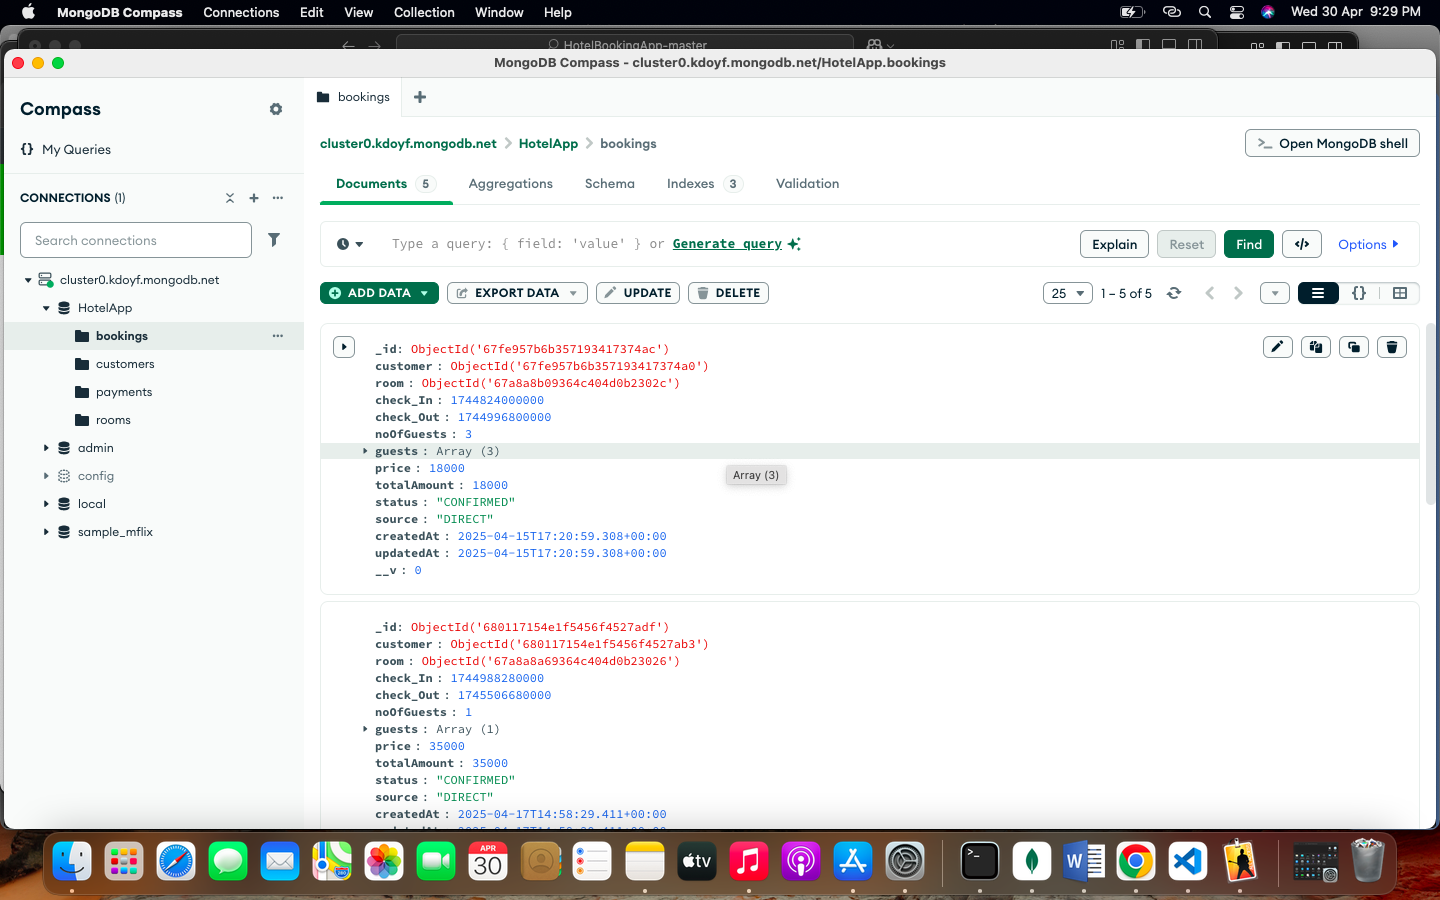 MongoDB Compass Connections Edit View Collection Window Help Wed 30 Apr 9:29 PM
HotelBookingApp-master
MongoDB Compass - cluster0.kdoyf.mongodb.net/HotelApp.bookings
Compass
My Queries
CONNECTIONS (1)
Search connections
cluster0.kdoyf.mongodb.net
HotelApp
bookings
customers
payments
rooms
admin
config
local
sample_mflix
bookings
cluster0.kdoyf.mongodb.net > HotelApp > bookings
Open MongoDB shell
Documents 5 Aggregations Schema Indexes 3 Validation
Type a query: { field: 'value' } or Generate query
Explain Reset Find </> Options
ADD DATA EXPORT DATA UPDATE DELETE
25 1 – 5 of 5
_id: ObjectId('67fe957b6b357193417374ac')
customer : ObjectId('67fe957b6b357193417374a0')
room : ObjectId('67a8a8b09364c404d0b2302c')
check_In : 1744824000000
check_Out : 1744996800000
noOfGuests : 3
guests : Array (3)
price : 18000
Array (3)
totalAmount : 18000
status : "CONFIRMED"
source : "DIRECT"
createdAt : 2025-04-15T17:20:59.308+00:00
updatedAt : 2025-04-15T17:20:59.308+00:00
__v : 0
_id: ObjectId('680117154e1f5456f4527adf')
customer : ObjectId('680117154e1f5456f4527ab3')
room : ObjectId('67a8a8a69364c404d0b23026')
check_In : 1744988280000
check_Out : 1745506680000
noOfGuests : 1
guests : Array (1)
price : 35000
totalAmount : 35000
status : "CONFIRMED"
source : "DIRECT"
createdAt : 2025-04-17T14:58:29.411+00:00
APR
30
tv
W